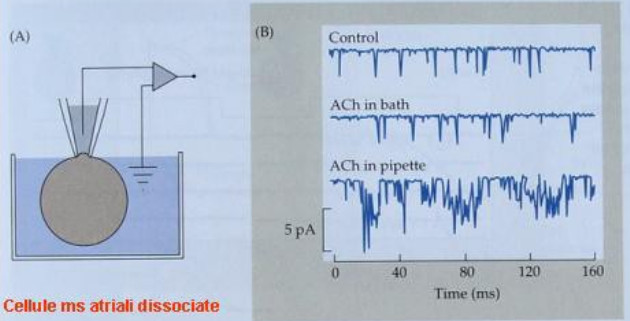 (A)
(B)
Control
ACh in bath
ACh in pipette
5 pA
0 40 80 120 160
Time (ms)
Cellule ms atriali dissociate